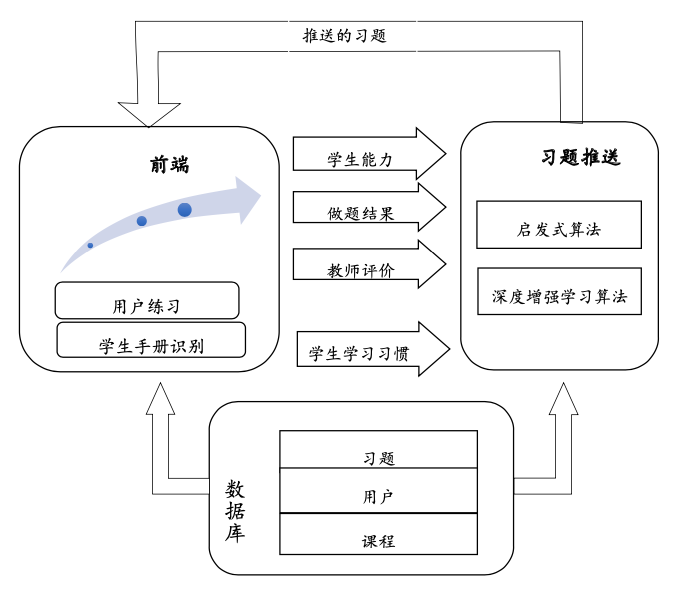 推送的习题
前端
用户练习
学生手册识别
学生能力
做题结果
教师评价
学生学习习惯
习题推送
启发式算法
深度增强学习算法
数据库
习题
用户
课程